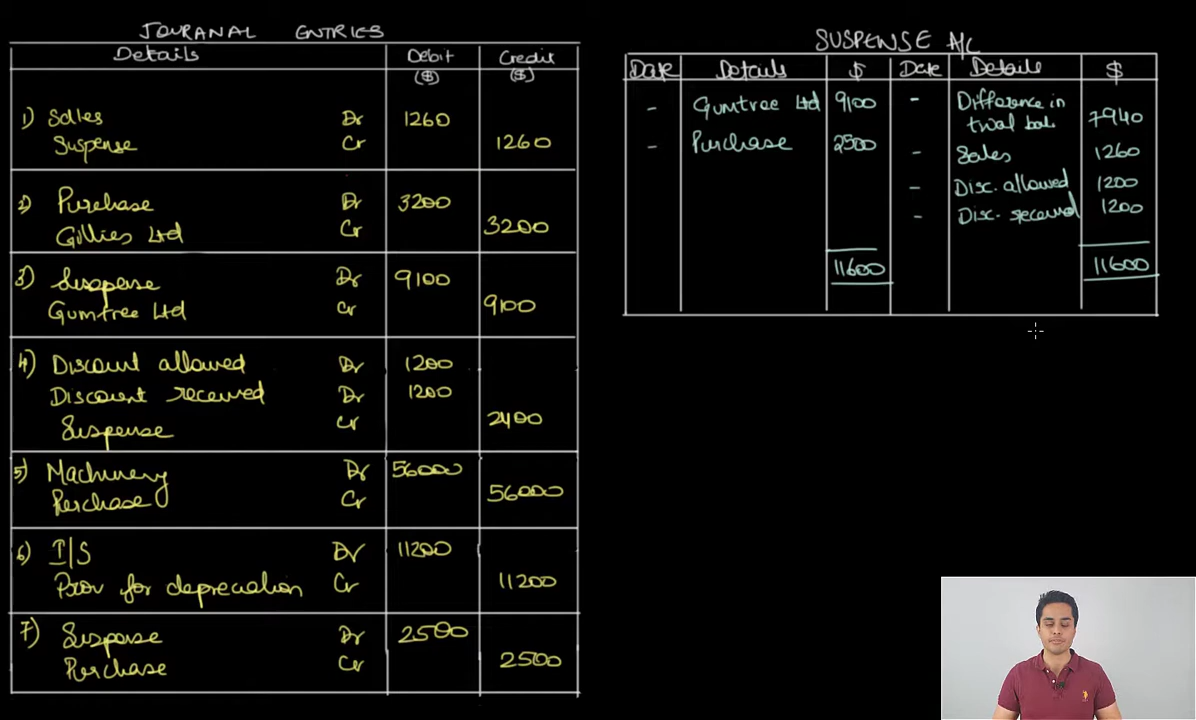 JOURANAL ENTRIES
Details Debit ($) Credit ($)
1) Sales Dr 1260
Suspense Cr 1260
2) Purchase Dr 3200
Gillies Ltd Cr 3200
3) Suspense Dr 9100
Gumtree Ltd Cr 9100
4) Discount allowed Dr 1200
Discount received Dr 1200
Suspense Cr 2400
5) Machinery Dr 56000
Purchase Cr 56000
6) I/S Dr 11200
Prov for depreciation Cr 11200
7) Suspense Dr 2500
Purchase Cr 2500
SUSPENSE A/C
Date Details $ Date Details $
- Gumtree Ltd 9100 - Difference in
trial bal. 7940
- Purchase 2500 - Sales 1260
- Disc. allowed 1200
- Disc. received 1200
11600 11600